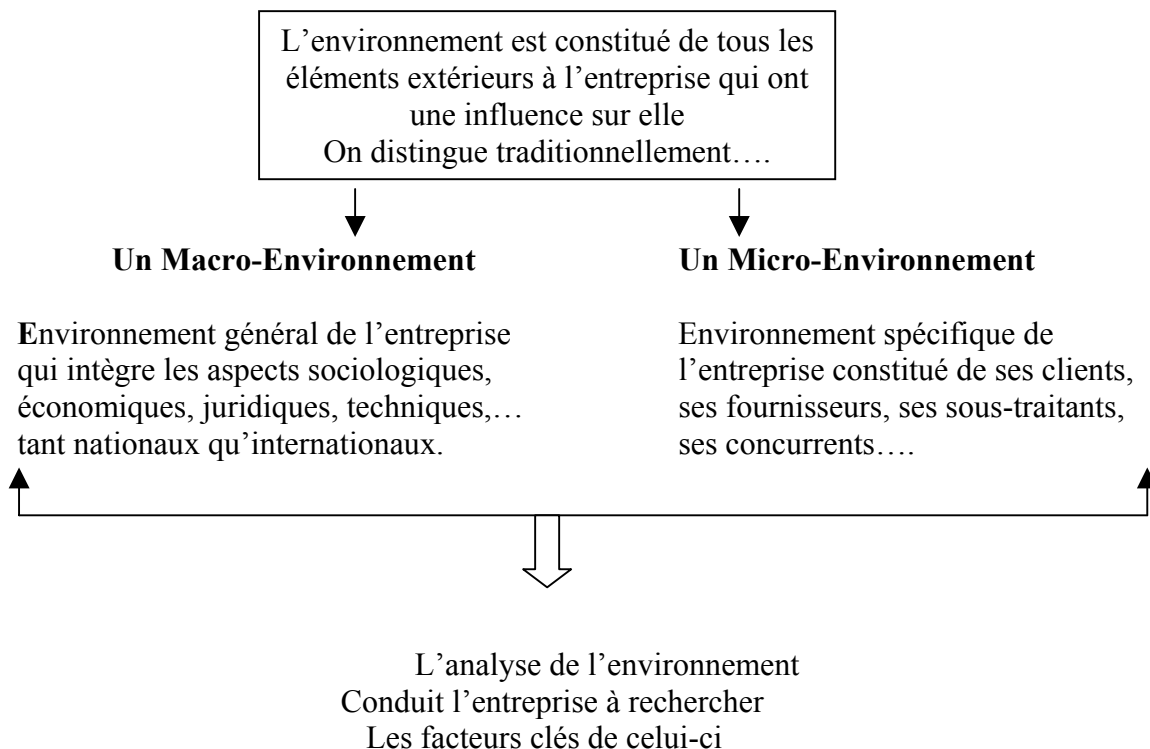 L’environnement est constitué de tous les
éléments extérieurs à l’entreprise qui ont
une influence sur elle
On distingue traditionnellement….
Un Macro-Environnement
Environnement général de l’entreprise
qui intègre les aspects sociologiques,
économiques, juridiques, techniques,…
tant nationaux qu’internationaux.
Un Micro-Environnement
Environnement spécifique de
l’entreprise constitué de ses clients,
ses fournisseurs, ses sous-traitants,
ses concurrents….
L’analyse de l’environnement
Conduit l’entreprise à rechercher
Les facteurs clés de celui-ci